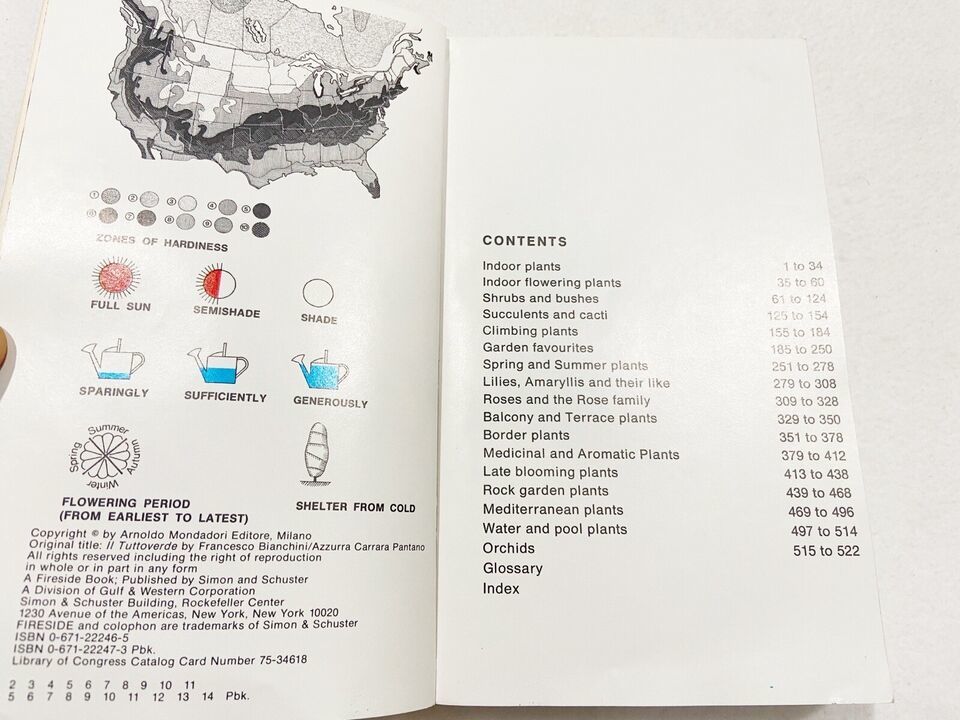 1 2 3 4 5
6 7 8 9 10
ZONES OF HARDINESS
FULL SUN SEMISHADE SHADE
SPARINGLY SUFFICIENTLY GENEROUSLY
Spring Summer Autumn Winter
FLOWERING PERIOD
(FROM EARLIEST TO LATEST)
SHELTER FROM COLD
Copyright © by Arnoldo Mondadori Editore, Milano
Original title: Il Tuttoverde by Francesco Bianchini/Azzurra Carrara Pantano
All rights reserved including the right of reproduction
in whole or in part in any form
A Fireside Book; Published by Simon and Schuster
A Division of Gulf & Western Corporation
Simon & Schuster Building, Rockefeller Center
1230 Avenue of the Americas, New York, New York 10020
FIRESIDE and colophon are trademarks of Simon & Schuster
ISBN 0-671-22246-5
ISBN 0-671-22247-3 Pbk.
Library of Congress Catalog Card Number 75-34618
2 3 4 5 6 7 8 9 10 11
5 6 7 8 9 10 11 12 13 14 Pbk.
CONTENTS
Indoor plants 1 to 34
Indoor flowering plants 35 to 60
Shrubs and bushes 61 to 124
Succulents and cacti 125 to 154
Climbing plants 155 to 184
Garden favourites 185 to 250
Spring and Summer plants 251 to 278
Lilies, Amaryllis and their like 279 to 308
Roses and the Rose family 309 to 328
Balcony and Terrace plants 329 to 350
Border plants 351 to 378
Medicinal and Aromatic Plants 379 to 412
Late blooming plants 413 to 438
Rock garden plants 439 to 468
Mediterranean plants 469 to 496
Water and pool plants 497 to 514
Orchids 515 to 522
Glossary
Index